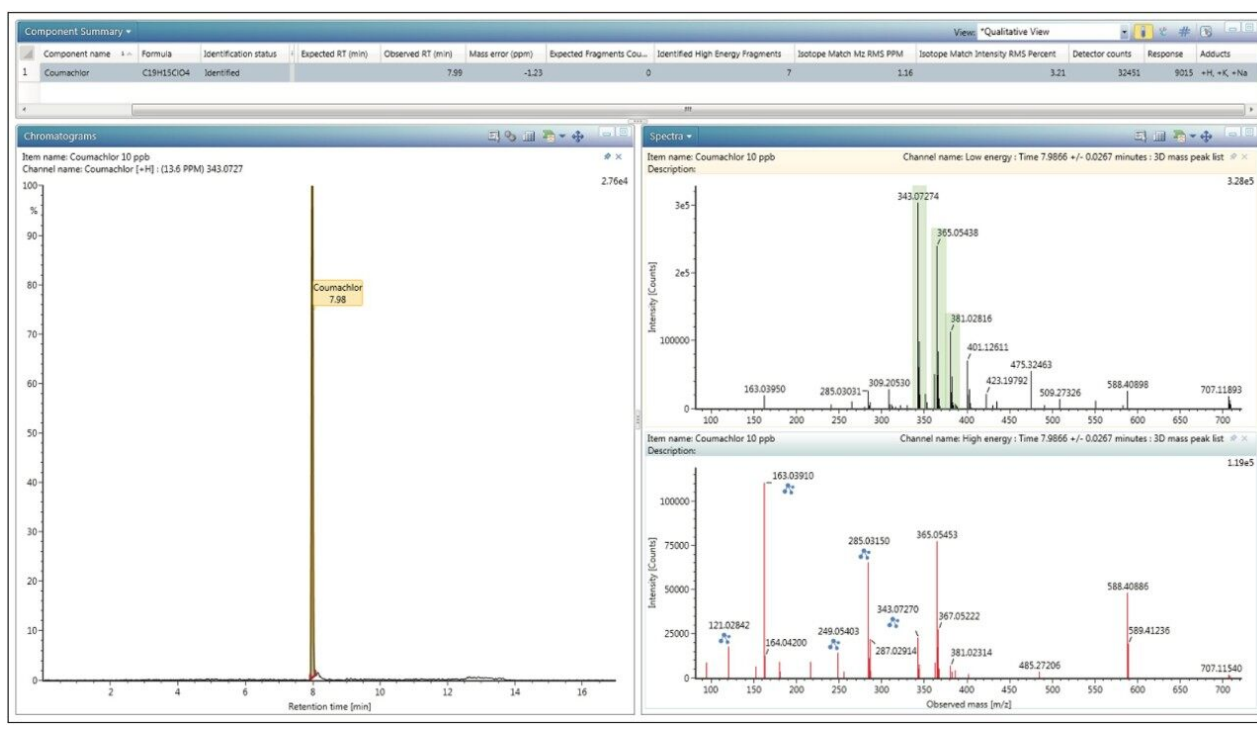 Component Summary
View: *Qualitative View
Component name Formula Identification status Expected RT (min) Observed RT (min) Mass error (ppm) Expected Fragments Cou... Identified High Energy Fragments Isotope Match Mz RMS PPM Isotope Match Intensity RMS Percent Detector counts Response Adducts
1 Coumachlor C19H15ClO4 Identified 7.99 -1.23 0 7 1.16 3.21 32451 9015 +H, +K, +Na
Chromatograms
Item name: Coumachlor 10 ppb
Channel name: Coumachlor [+H] : (13.6 PPM) 343.0727
2.76e4
100
%
90
80
Coumachlor
7.98
70
60
50
40
30
20
10
0
2 4 6 8 10 12 14 16
Retention time [min]
Spectra
Item name: Coumachlor 10 ppb Channel name: Low energy : Time 7.9866 +/- 0.0267 minutes : 3D mass peak list
Description:
3.28e5
343.07274
3e5
365.05438
2e5
Intensity [Counts]
381.02816
100000
401.12611
475.32463
163.03950 285.03031 309.20530 423.19792 509.27326 588.40898 707.11893
0
100 150 200 250 300 350 400 450 500 550 600 650 700
Item name: Coumachlor 10 ppb Channel name: High energy : Time 7.9866 +/- 0.0267 minutes : 3D mass peak list
Description:
1.19e5
163.03910
100000
285.03150 365.05453
75000
Intensity [Counts]
588.40886
50000
343.07270
367.05222
121.02842 249.05403 589.41236
25000
164.04200 287.02914 381.02314
485.27206 707.11540
0
100 150 200 250 300 350 400 450 500 550 600 650 700
Observed mass [m/z]